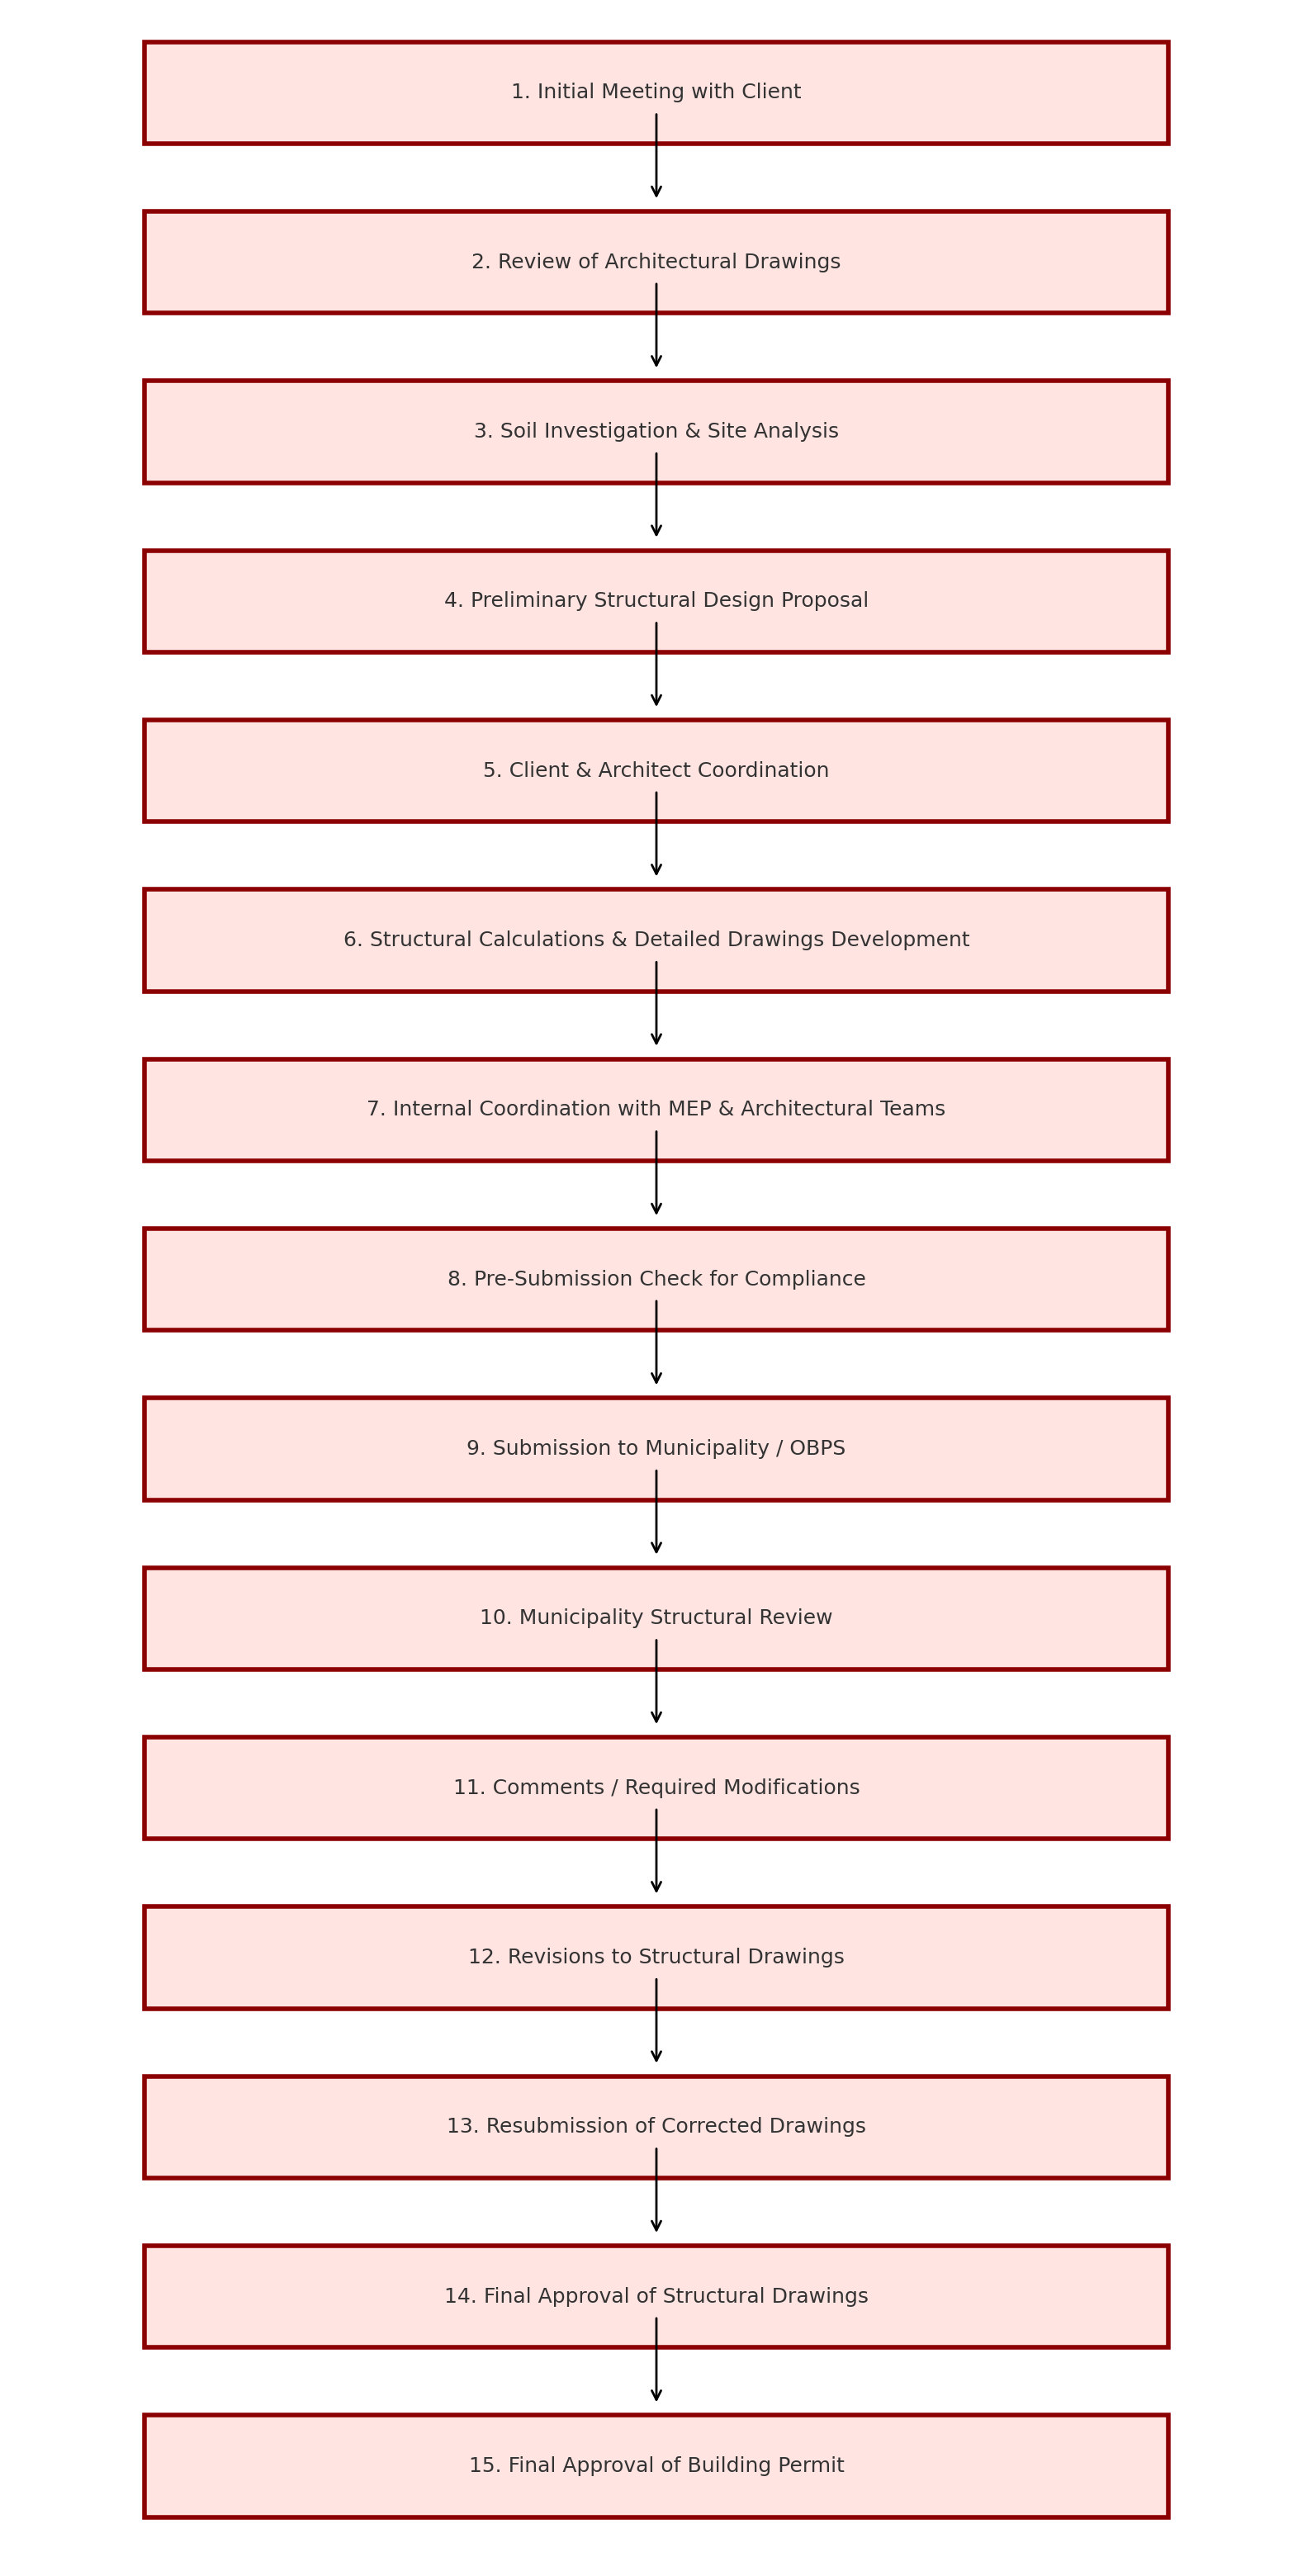 1. Initial Meeting with Client
2. Review of Architectural Drawings
3. Soil Investigation & Site Analysis
4. Preliminary Structural Design Proposal
5. Client & Architect Coordination
6. Structural Calculations & Detailed Drawings Development
7. Internal Coordination with MEP & Architectural Teams
8. Pre-Submission Check for Compliance
9. Submission to Municipality / OBPS
10. Municipality Structural Review
11. Comments / Required Modifications
12. Revisions to Structural Drawings
13. Resubmission of Corrected Drawings
14. Final Approval of Structural Drawings
15. Final Approval of Building Permit